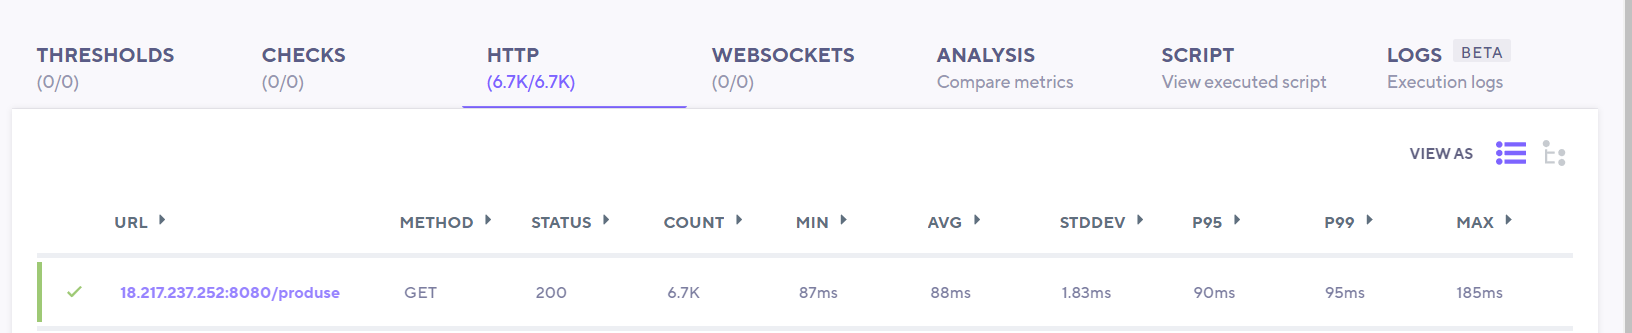 THRESHOLDS CHECKS HTTP WEBSOCKETS ANALYSIS SCRIPT LOGS BETA
(0/0) (0/0) (6.7K/6.7K) (0/0) Compare metrics View executed script Execution logs
VIEW AS
URL METHOD STATUS COUNT MIN AVG STDDEV P95 P99 MAX
18.217.237.252:8080/produse GET 200 6.7K 87ms 88ms 1.83ms 90ms 95ms 185ms